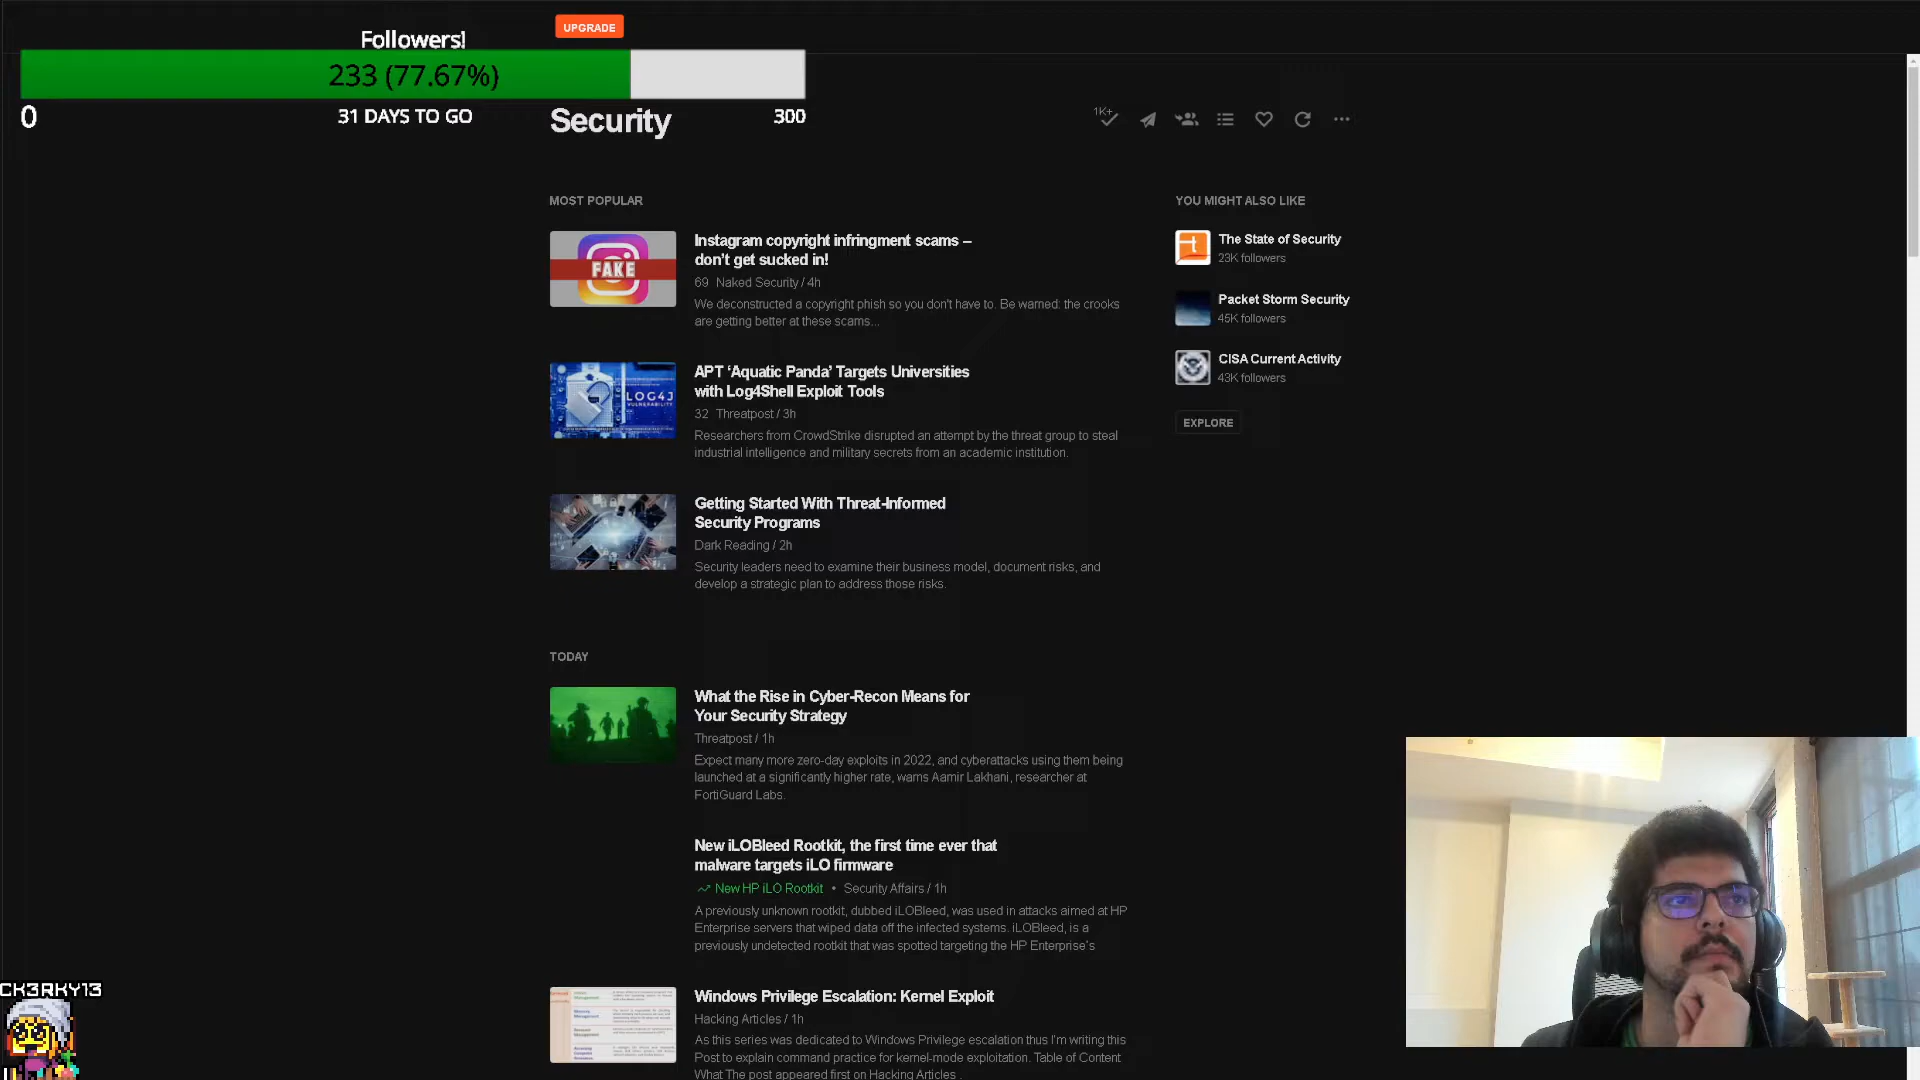 UPGRADE
Followers!
233 (77.67%)
0
31 DAYS TO GO
300
Security
1K+
MOST POPULAR
FAKE
Instagram copyright infringment scams –
don't get sucked in!
69 Naked Security / 4h
We deconstructed a copyright phish so you don't have to. Be warned: the crooks
are getting better at these scams...
LOG4J
VULNERABILITY
APT ‘Aquatic Panda’ Targets Universities
with Log4Shell Exploit Tools
32 Threatpost / 3h
Researchers from CrowdStrike disrupted an attempt by the threat group to steal
industrial intelligence and military secrets from an academic institution.
Getting Started With Threat-Informed
Security Programs
Dark Reading / 2h
Security leaders need to examine their business model, document risks, and
develop a strategic plan to address those risks.
YOU MIGHT ALSO LIKE
The State of Security
23K followers
Packet Storm Security
45K followers
CISA Current Activity
43K followers
EXPLORE
TODAY
What the Rise in Cyber-Recon Means for
Your Security Strategy
Threatpost / 1h
Expect many more zero-day exploits in 2022, and cyberattacks using them being
launched at a significantly higher rate, warns Aamir Lakhani, researcher at
FortiGuard Labs.
New iLOBleed Rootkit, the first time ever that
malware targets iLO firmware
New HP iLO Rootkit • Security Affairs / 1h
A previously unknown rootkit, dubbed iLOBleed, was used in attacks aimed at HP
Enterprise servers that wiped data off the infected systems. iLOBleed, is a
previously undetected rootkit that was spotted targeting the HP Enterprise's
Windows Privilege Escalation: Kernel Exploit
Hacking Articles / 1h
As this series was dedicated to Windows Privilege escalation thus I'm writing this
Post to explain command practice for kernel-mode exploitation. Table of Content
What The post appeared first on Hacking Articles .
CK3RKY13